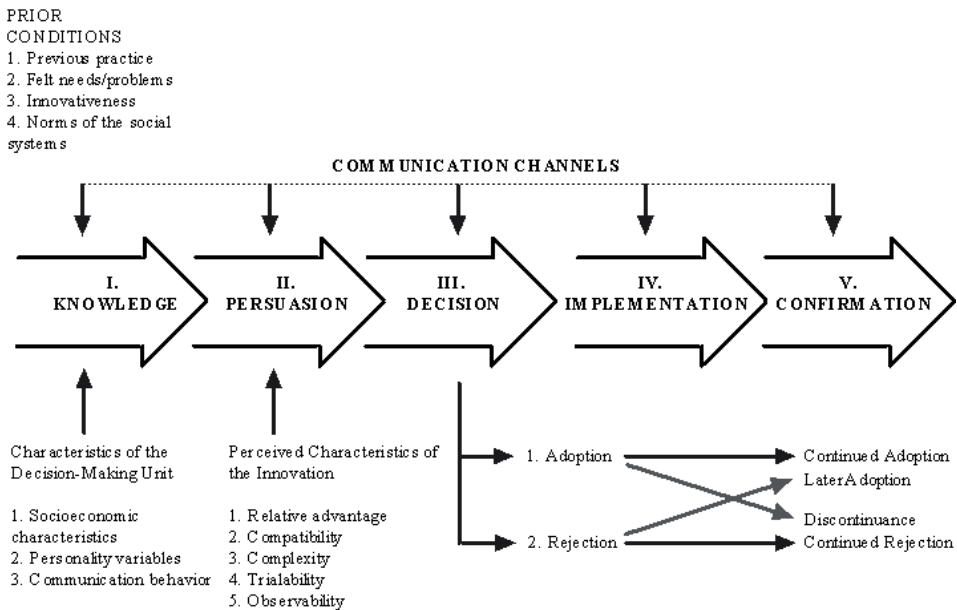 PRIOR
CONDITIONS
1. Previous practice
2. Felt needs/problems
3. Innovativeness
4. Norms of the social
systems
COMMUNICATION CHANNELS
I.
KNOWLEDGE
II.
PERSUASION
III.
DECISION
IV.
IMPLEMENTATION
V.
CONFIRMATION
Characteristics of the
Decision-Making Unit
1. Socioeconomic
characteristics
2. Personality variables
3. Communication behavior
Perceived Characteristics of
the Innovation
1. Relative advantage
2. Compatibility
3. Complexity
4. Trialability
5. Observability
1. Adoption
2. Rejection
Continued Adoption
Later Adoption
Discontinuance
Continued Rejection